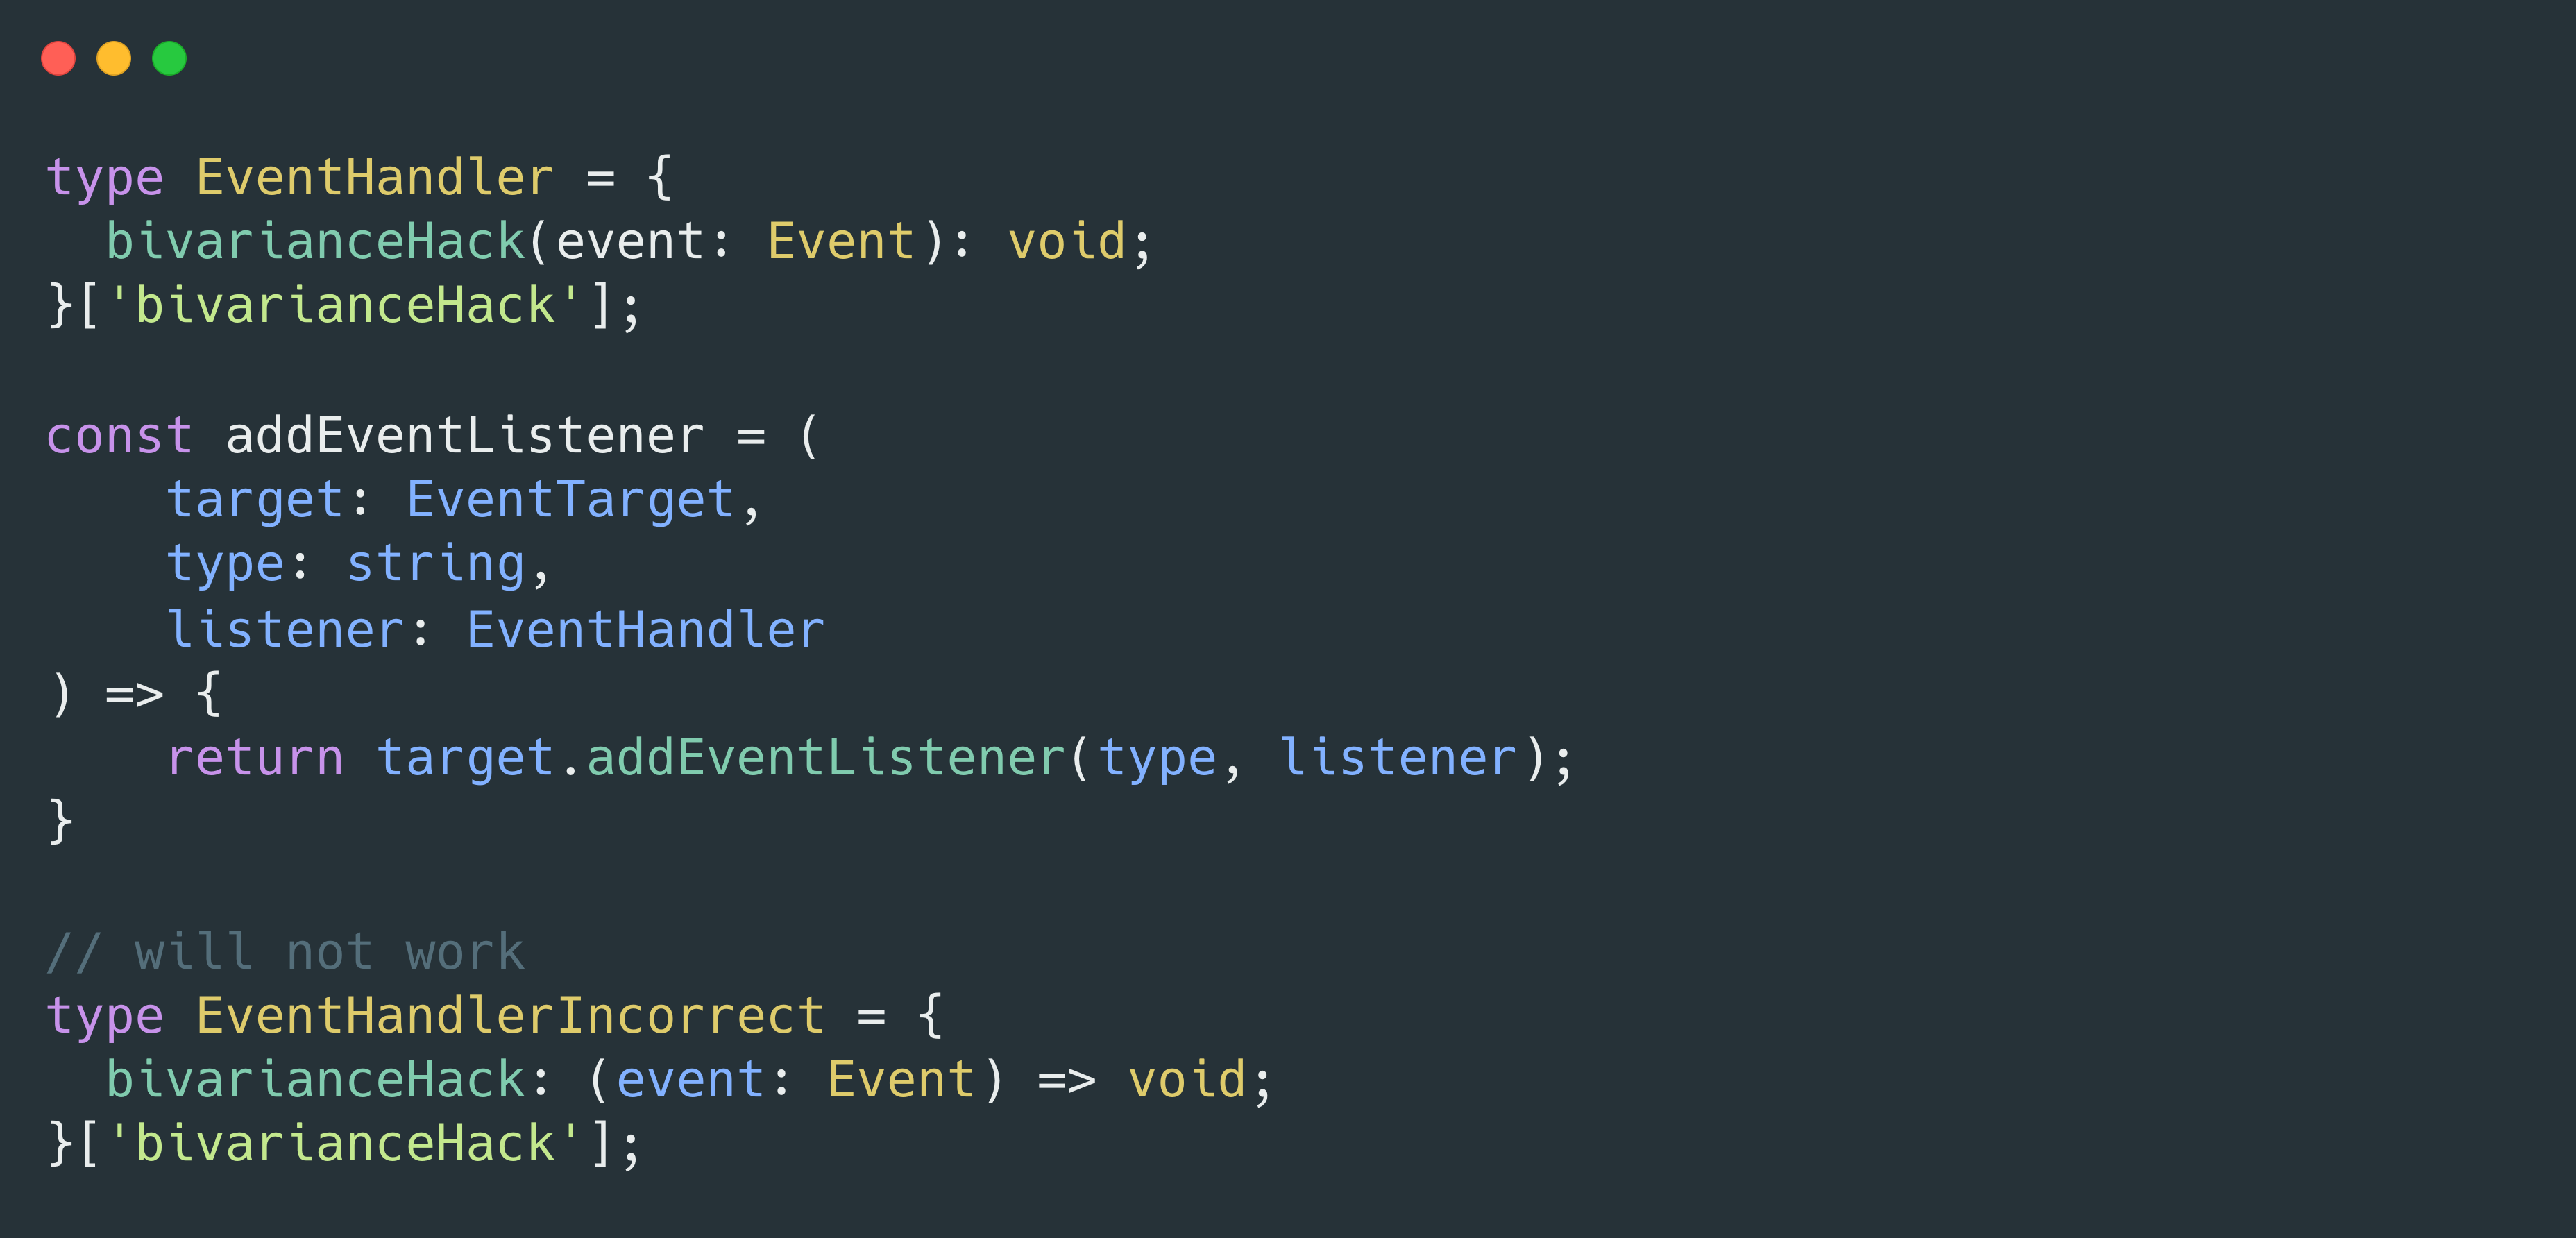 type EventHandler = {
  bivarianceHack(event: Event): void;
}['bivarianceHack'];

const addEventListener = (
    target: EventTarget,
    type: string,
    listener: EventHandler
) => {
    return target.addEventListener(type, listener);
}

// will not work
type EventHandlerIncorrect = {
  bivarianceHack: (event: Event) => void;
}['bivarianceHack'];